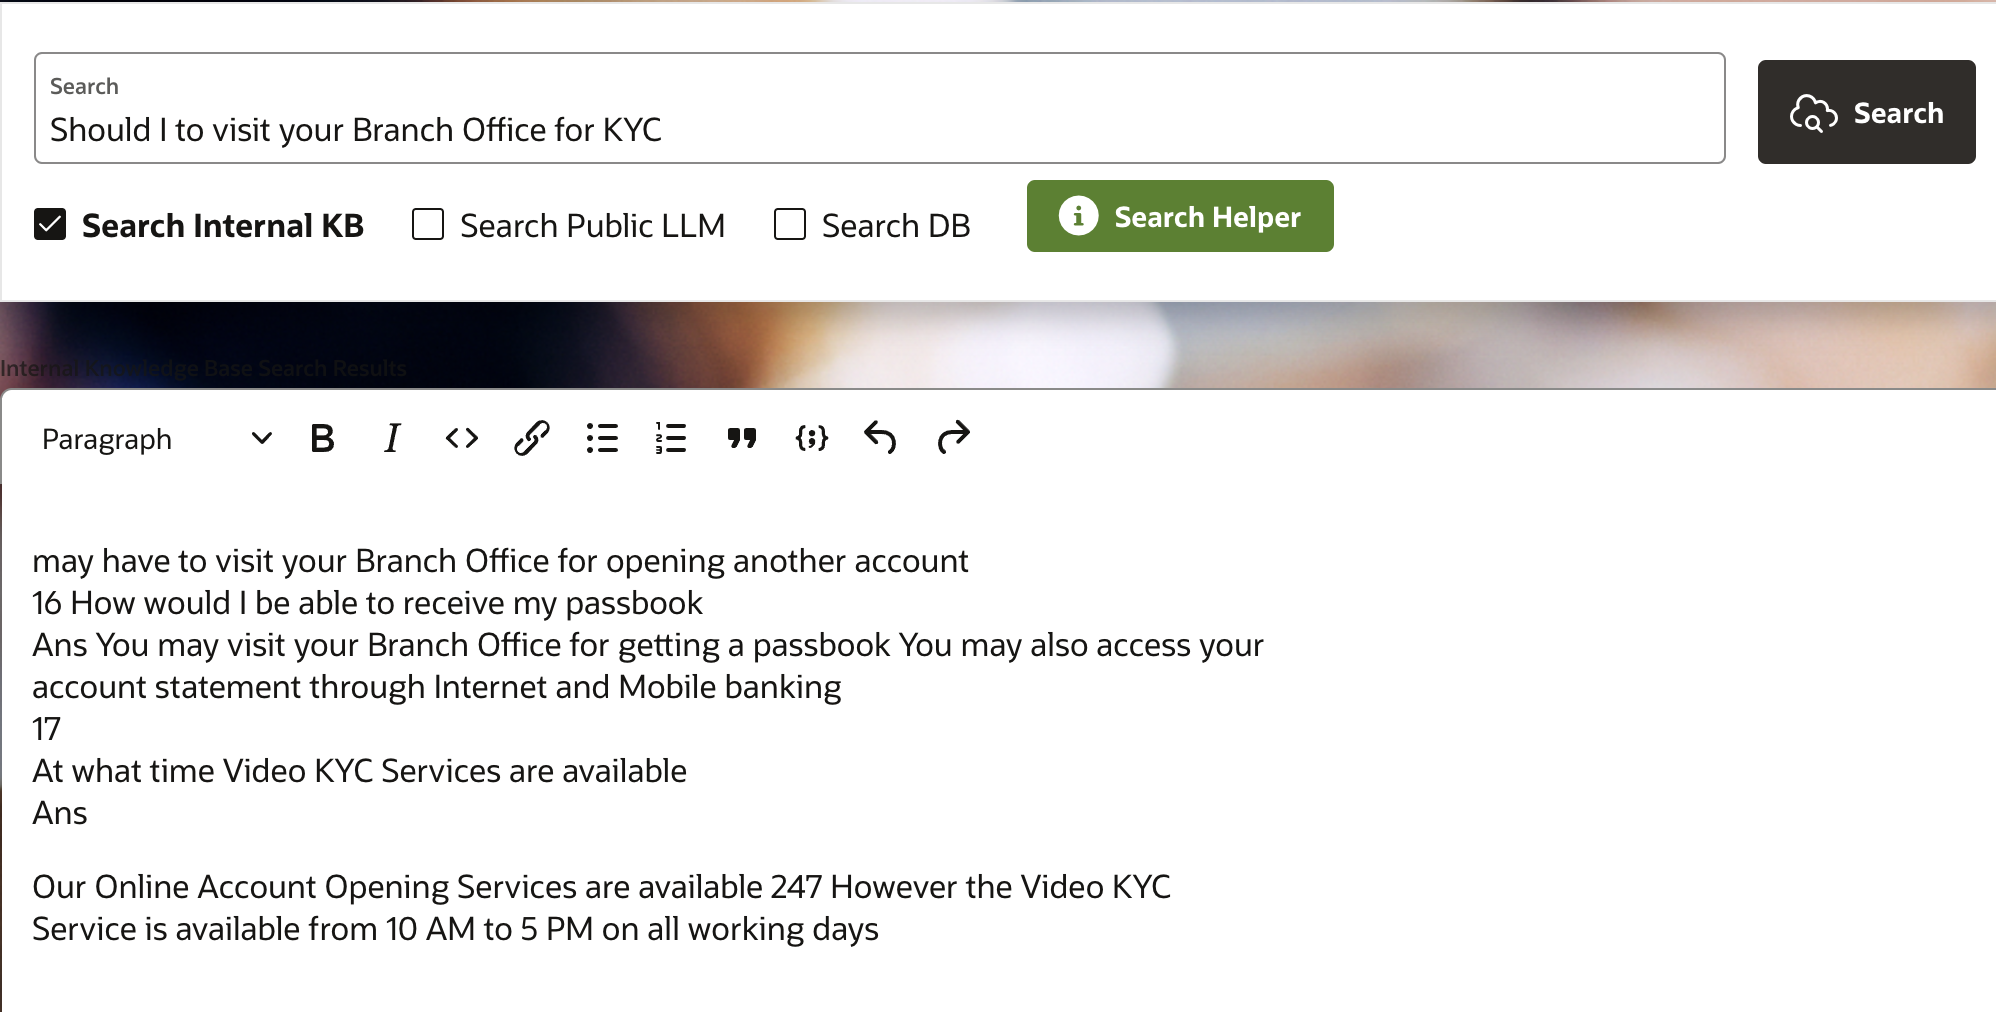 Search
Should I to visit your Branch Office for KYC
Search
Search Internal KB
Search Public LLM
Search DB
Search Helper
Internal Knowledge Base Search Results
Paragraph
may have to visit your Branch Office for opening another account
16 How would I be able to receive my passbook
Ans You may visit your Branch Office for getting a passbook You may also access your
account statement through Internet and Mobile banking
17
At what time Video KYC Services are available
Ans
Our Online Account Opening Services are available 247 However the Video KYC
Service is available from 10 AM to 5 PM on all working days